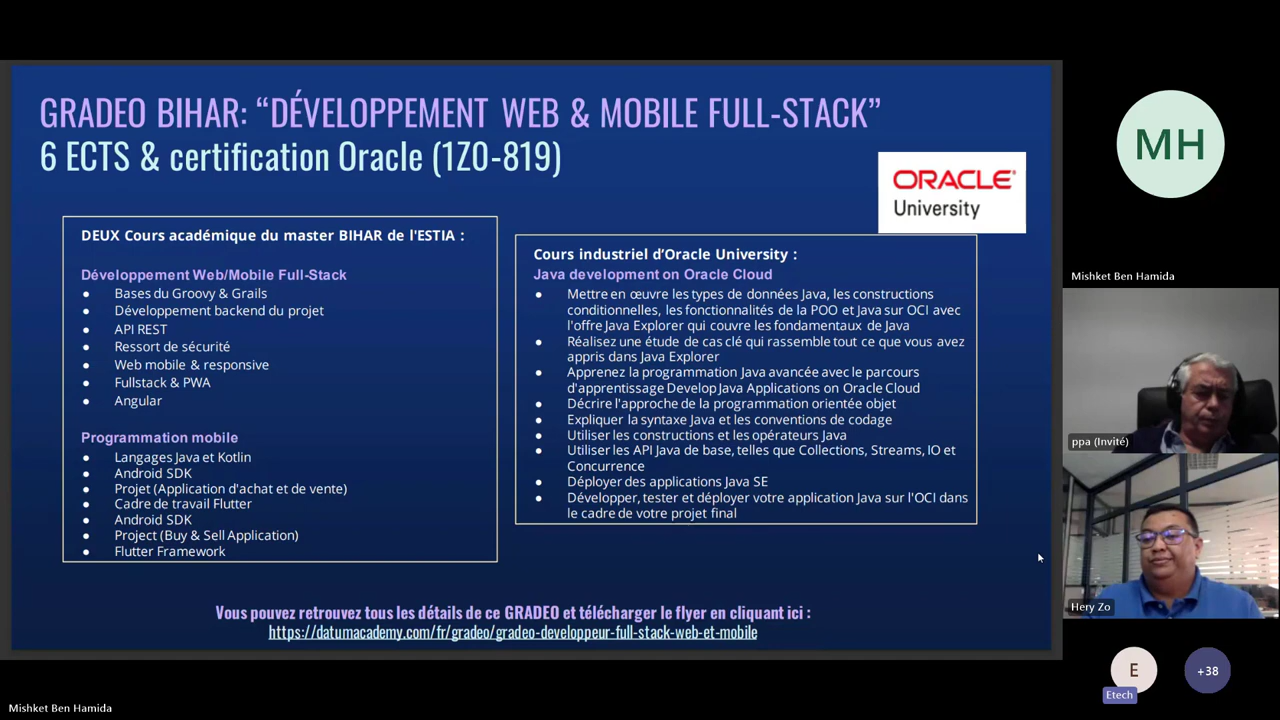 GRADEO BIHAR: “DÉVELOPPEMENT WEB & MOBILE FULL-STACK”
6 ECTS & certification Oracle (1Z0-819)
ORACLE
University
DEUX Cours académique du master BIHAR de l'ESTIA :
Développement Web/Mobile Full-Stack
● Bases du Groovy & Grails
● Développement backend du projet
● API REST
● Ressort de sécurité
● Web mobile & responsive
● Fullstack & PWA
● Angular
Programmation mobile
● Langages Java et Kotlin
● Android SDK
● Projet (Application d'achat et de vente)
● Cadre de travail Flutter
● Android SDK
● Project (Buy & Sell Application)
● Flutter Framework
Cours industriel d’Oracle University :
Java development on Oracle Cloud
● Mettre en œuvre les types de données Java, les constructions
conditionnelles, les fonctionnalités de la POO et Java sur OCI avec
l'offre Java Explorer qui couvre les fondamentaux de Java
● Réalisez une étude de cas clé qui rassemble tout ce que vous avez
appris dans Java Explorer
● Apprenez la programmation Java avancée avec le parcours
d'apprentissage Develop Java Applications on Oracle Cloud
● Décrire l'approche de la programmation orientée objet
● Expliquer la syntaxe Java et les conventions de codage
● Utiliser les constructions et les opérateurs Java
● Utiliser les API Java de base, telles que Collections, Streams, IO et
Concurrence
● Déployer des applications Java SE
● Développer, tester et déployer votre application Java sur l'OCI dans
le cadre de votre projet final
Vous pouvez retrouvez tous les détails de ce GRADEO et télécharger le flyer en cliquant ici :
https://datumacademy.com/fr/gradeo/gradeo-developpeur-full-stack-web-et-mobile
MH
Mishket Ben Hamida
ppa (Invité)
Hery Zo
E
Etech
+38
Mishket Ben Hamida